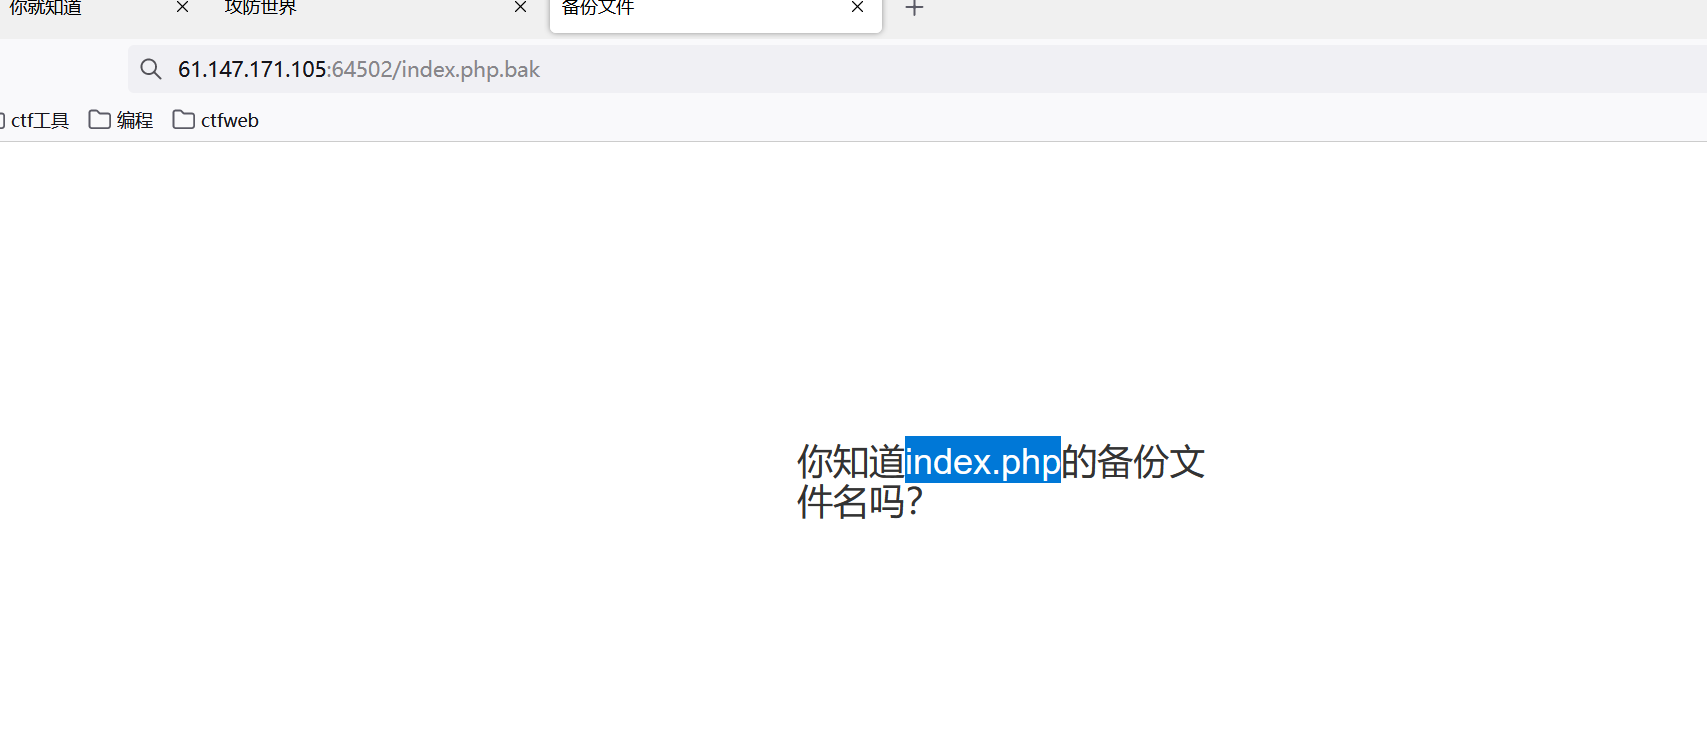 你就知道 攻防世界 备份文件
61.147.171.105:64502/index.php.bak
ctf工具 编程 ctfweb
你知道index.php的备份文
件名吗?